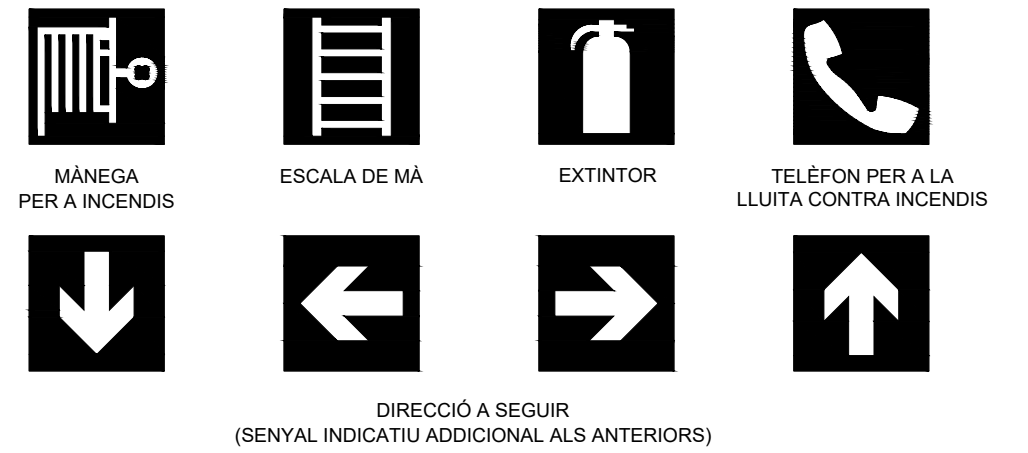 MÀNEGA
PER A INCENDIS
ESCALA DE MÀ
EXTINTOR
TELÈFON PER A LA
LLUITA CONTRA INCENDIS
DIRECCIÓ A SEGUIR
(SENYAL INDICATIU ADDICIONAL ALS ANTERIORS)